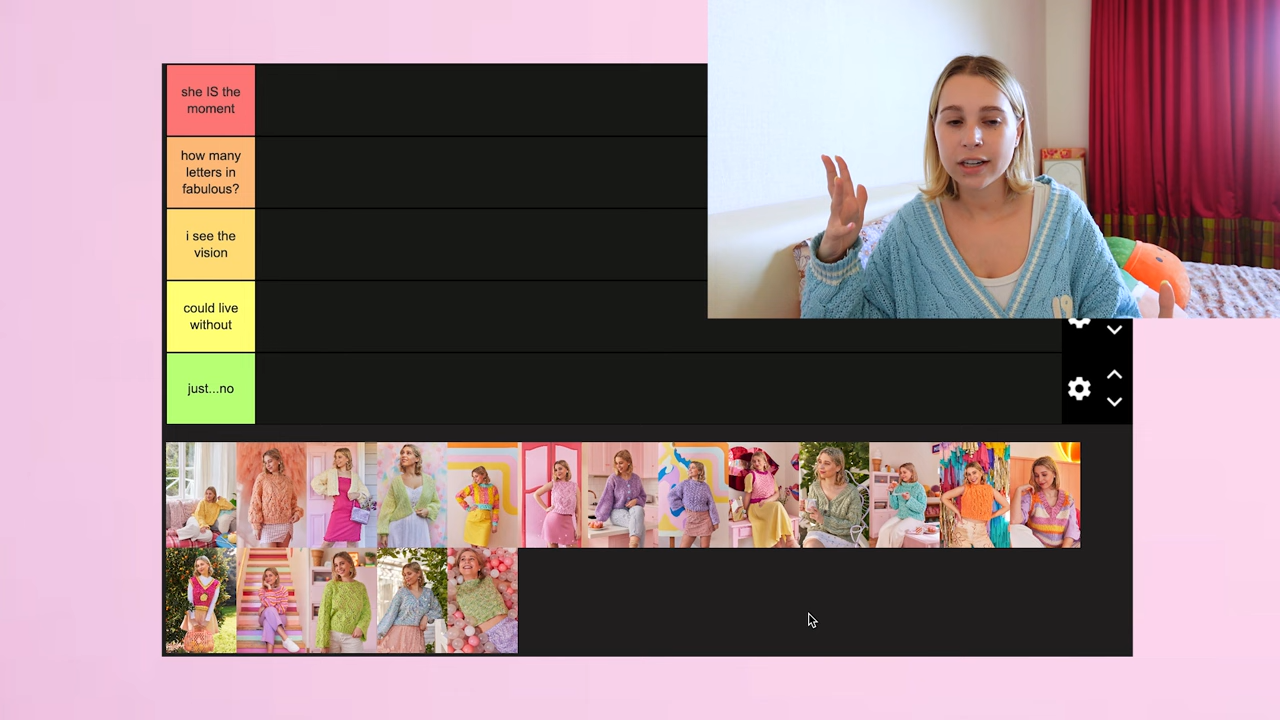 she IS the
moment
how many
letters in
fabulous?
i see the
vision
could live
without
just...no